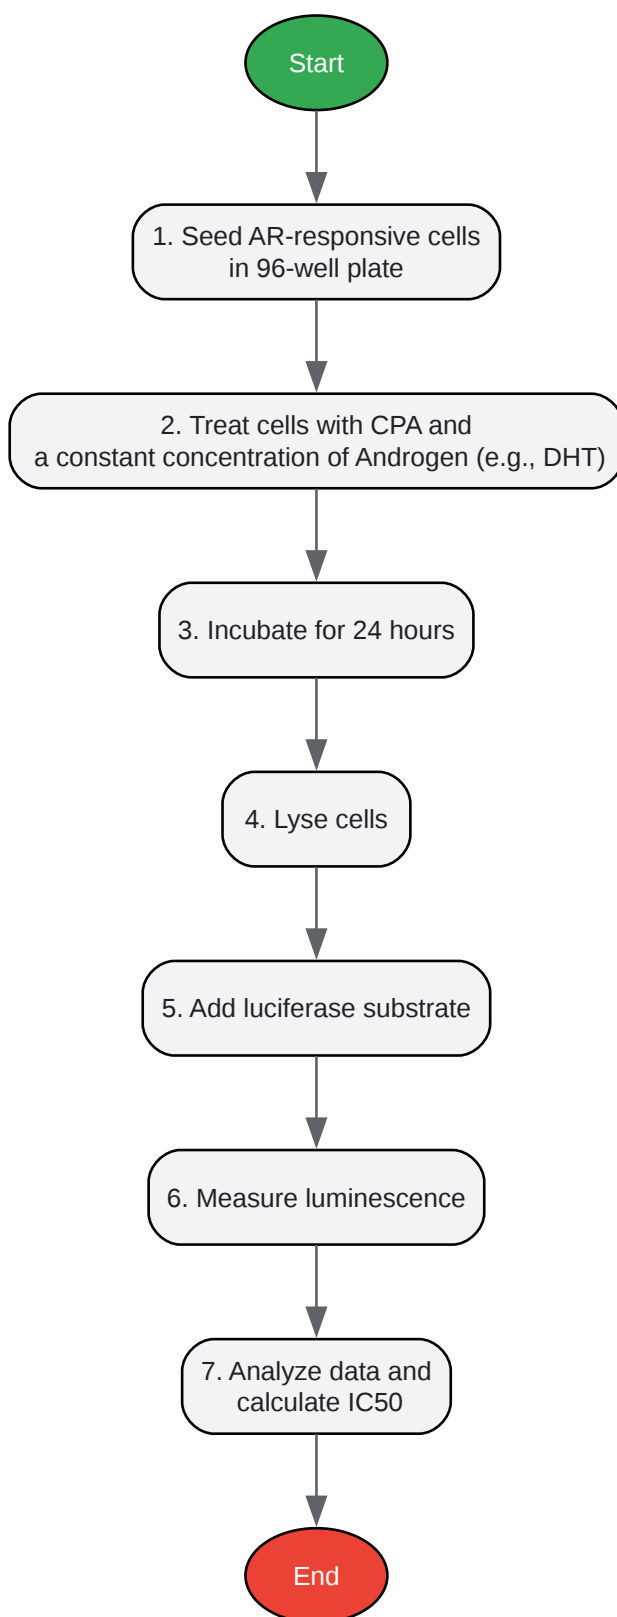 Start
1. Seed AR-responsive cells
in 96-well plate
2. Treat cells with CPA and
a constant concentration of Androgen (e.g., DHT)
3. Incubate for 24 hours
4. Lyse cells
5. Add luciferase substrate
6. Measure luminescence
7. Analyze data and
calculate IC50
End